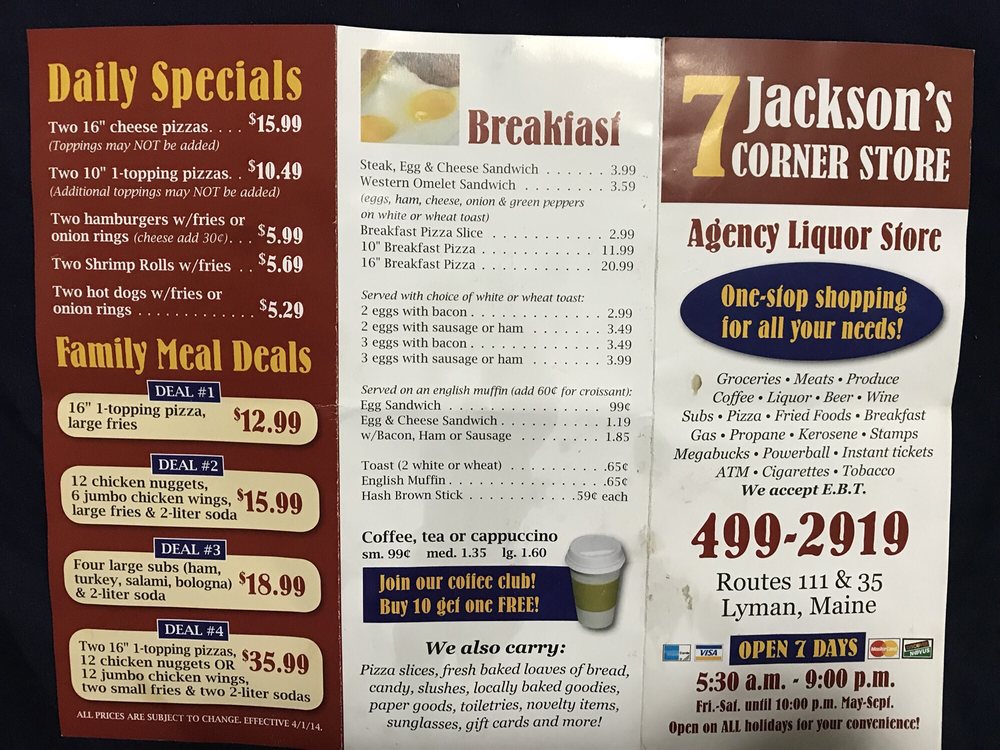 Daily Specials
Two 16" cheese pizzas. . . . $15.99
(Toppings may NOT be added)
Two 10" 1-topping pizzas. . $10.49
(Additional toppings may NOT be added)
Two hamburgers w/fries or
onion rings (cheese add 30¢). . . $5.99
Two Shrimp Rolls w/fries . . $5.69
Two hot dogs w/fries or
onion rings . . . . . . . . . . . . $5.29
Family Meal Deals
DEAL #1
16" 1-topping pizza,
large fries $12.99
DEAL #2
12 chicken nuggets,
6 jumbo chicken wings,
large fries & 2-liter soda $15.99
DEAL #3
Four large subs (ham,
turkey, salami, bologna)
& 2-liter soda $18.99
DEAL #4
Two 16" 1-topping pizzas,
12 chicken nuggets OR
12 jumbo chicken wings, $35.99
two small fries & two 2-liter sodas
ALL PRICES ARE SUBJECT TO CHANGE. EFFECTIVE 4/1/14.
Breakfast
Steak, Egg & Cheese Sandwich . . . . . . 3.99
Western Omelet Sandwich . . . . . . . . 3.59
(eggs, ham, cheese, onion & green peppers
on white or wheat toast)
Breakfast Pizza Slice . . . . . . . . . . . 2.99
10" Breakfast Pizza . . . . . . . . . . . 11.99
16" Breakfast Pizza . . . . . . . . . . . 20.99
Served with choice of white or wheat toast:
2 eggs with bacon . . . . . . . . . . . . 2.99
2 eggs with sausage or ham . . . . . . . 3.49
3 eggs with bacon . . . . . . . . . . . . 3.49
3 eggs with sausage or ham . . . . . . . 3.99
Served on an english muffin (add 60¢ for croissant):
Egg Sandwich . . . . . . . . . . . . . . 99¢
Egg & Cheese Sandwich . . . . . . . . . 1.19
w/Bacon, Ham or Sausage . . . . . . . . 1.85
Toast (2 white or wheat) . . . . . . . . . .65¢
English Muffin . . . . . . . . . . . . . . .65¢
Hash Brown Stick . . . . . . . . . . .59¢ each
Coffee, tea or cappuccino
sm. 99¢ med. 1.35 lg. 1.60
Join our coffee club!
Buy 10 get one FREE!
We also carry:
Pizza slices, fresh baked loaves of bread,
candy, slushes, locally baked goodies,
paper goods, toiletries, novelty items,
sunglasses, gift cards and more!
7 Jackson's
CORNER STORE
Agency Liquor Store
One-stop shopping
for all your needs!
Groceries • Meats • Produce
Coffee • Liquor • Beer • Wine
Subs • Pizza • Fried Foods • Breakfast
Gas • Propane • Kerosene • Stamps
Megabucks • Powerball • Instant tickets
ATM • Cigarettes • Tobacco
We accept E.B.T.
499-2919
Routes 111 & 35
Lyman, Maine
VISA OPEN 7 DAYS MasterCard
5:30 a.m. - 9:00 p.m.
Fri.-Sat. until 10:00 p.m. May-Sept.
Open on ALL holidays for your convenience!